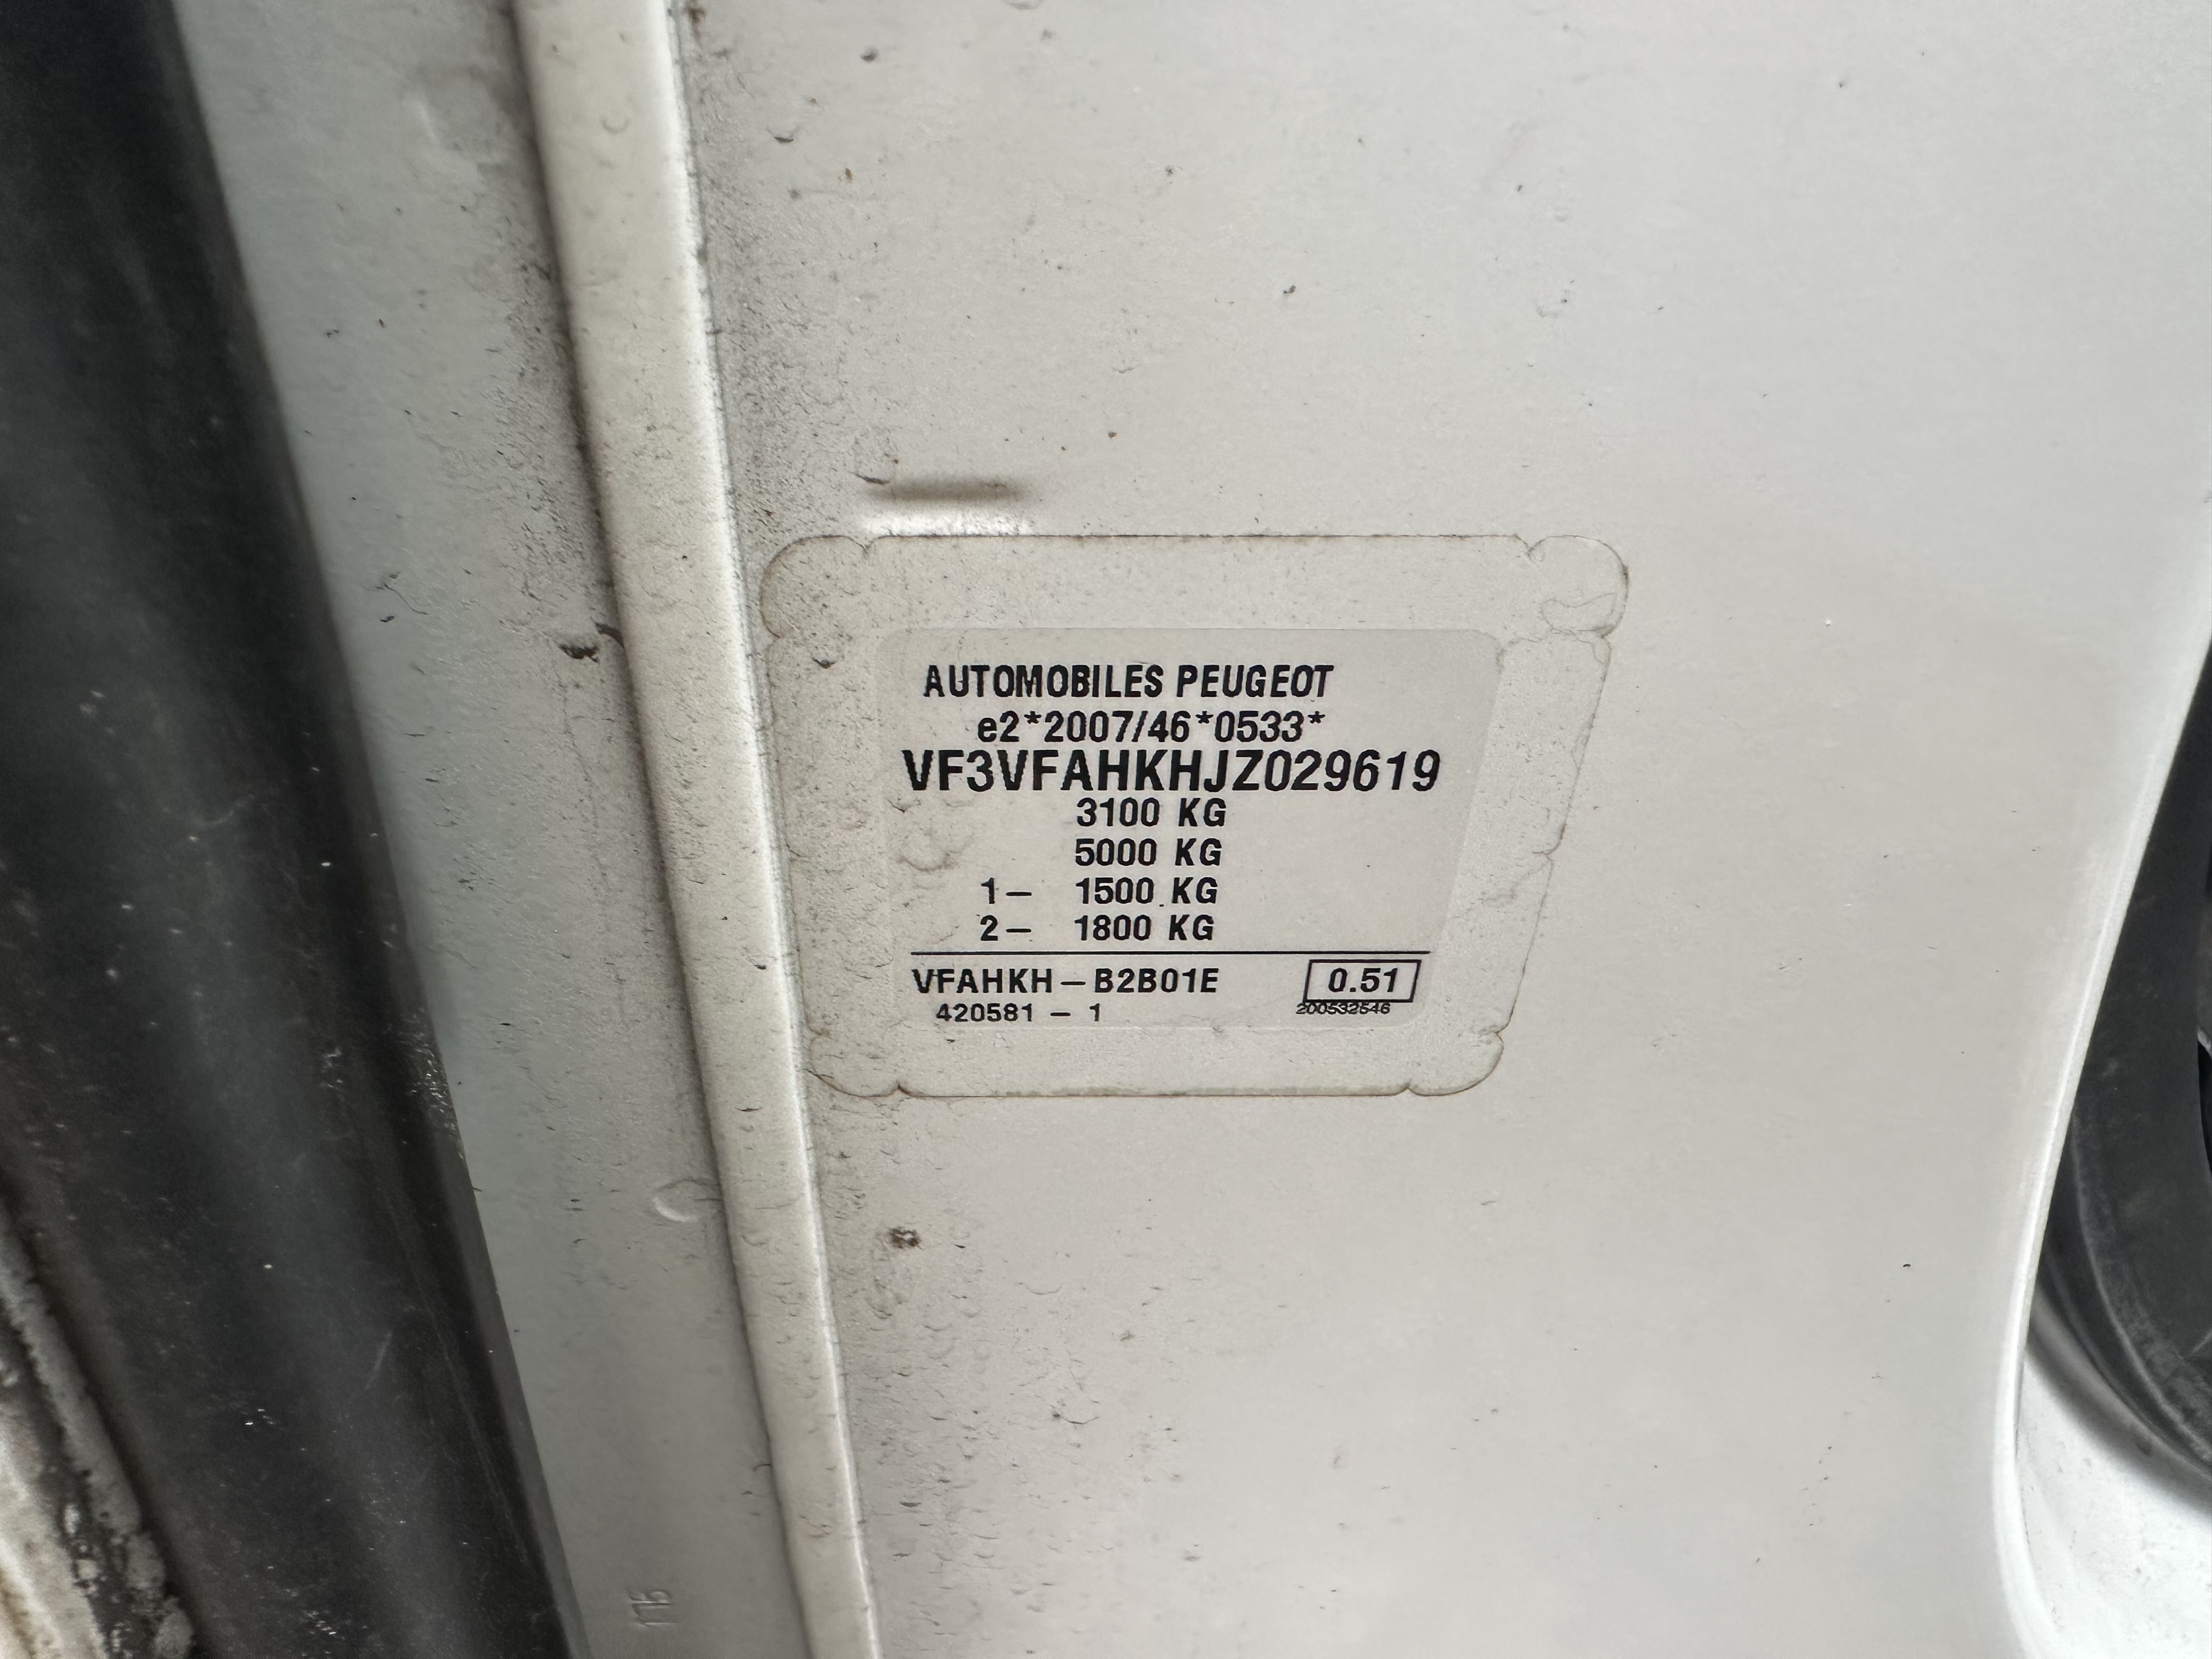 AUTOMOBILES PEUGEOT
e2*2007/46*0533*
VF3VFAHKHJZ029619
3100 KG
5000 KG
1– 1500 KG
2– 1800 KG
VFAHKH–B2B01E 0.51
420581 – 1 200532546